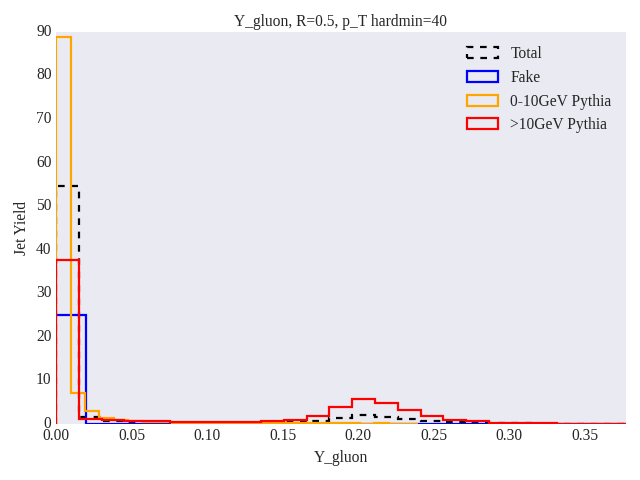 Y_gluon, R=0.5, p_T hardmin=40
90
80
70
60
50
40
30
20
10
0
Jet Yield
Total
Fake
0-10GeV Pythia
>10GeV Pythia
0.00 0.05 0.10 0.15 0.20 0.25 0.30 0.35
Y_gluon